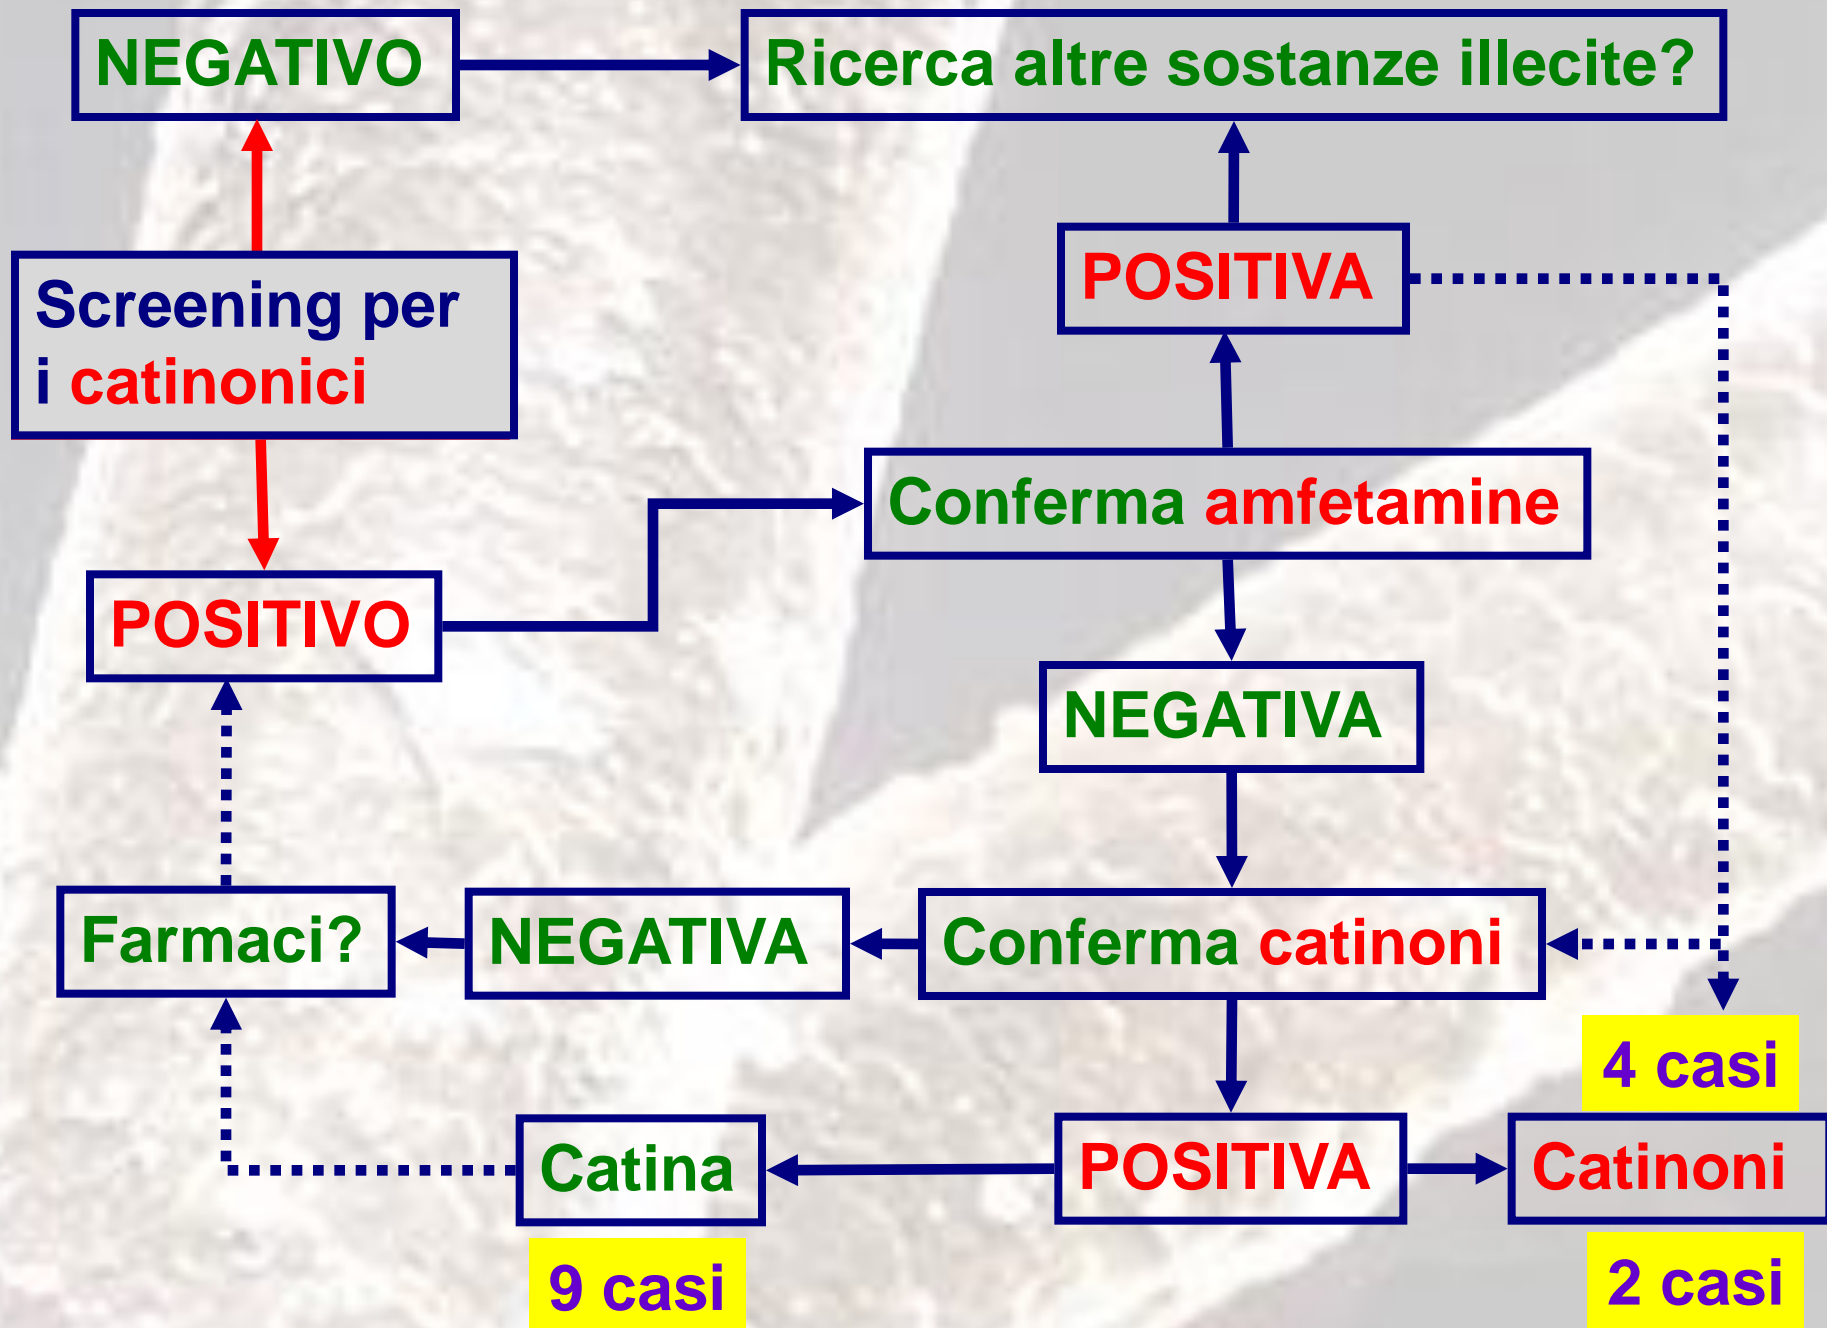 NEGATIVO
Ricerca altre sostanze illecite?
POSITIVA
Screening per
i catinonici
Conferma amfetamine
POSITIVO
NEGATIVA
Farmaci?
NEGATIVA
Conferma catinoni
4 casi
Catina
POSITIVA
Catinoni
9 casi
2 casi